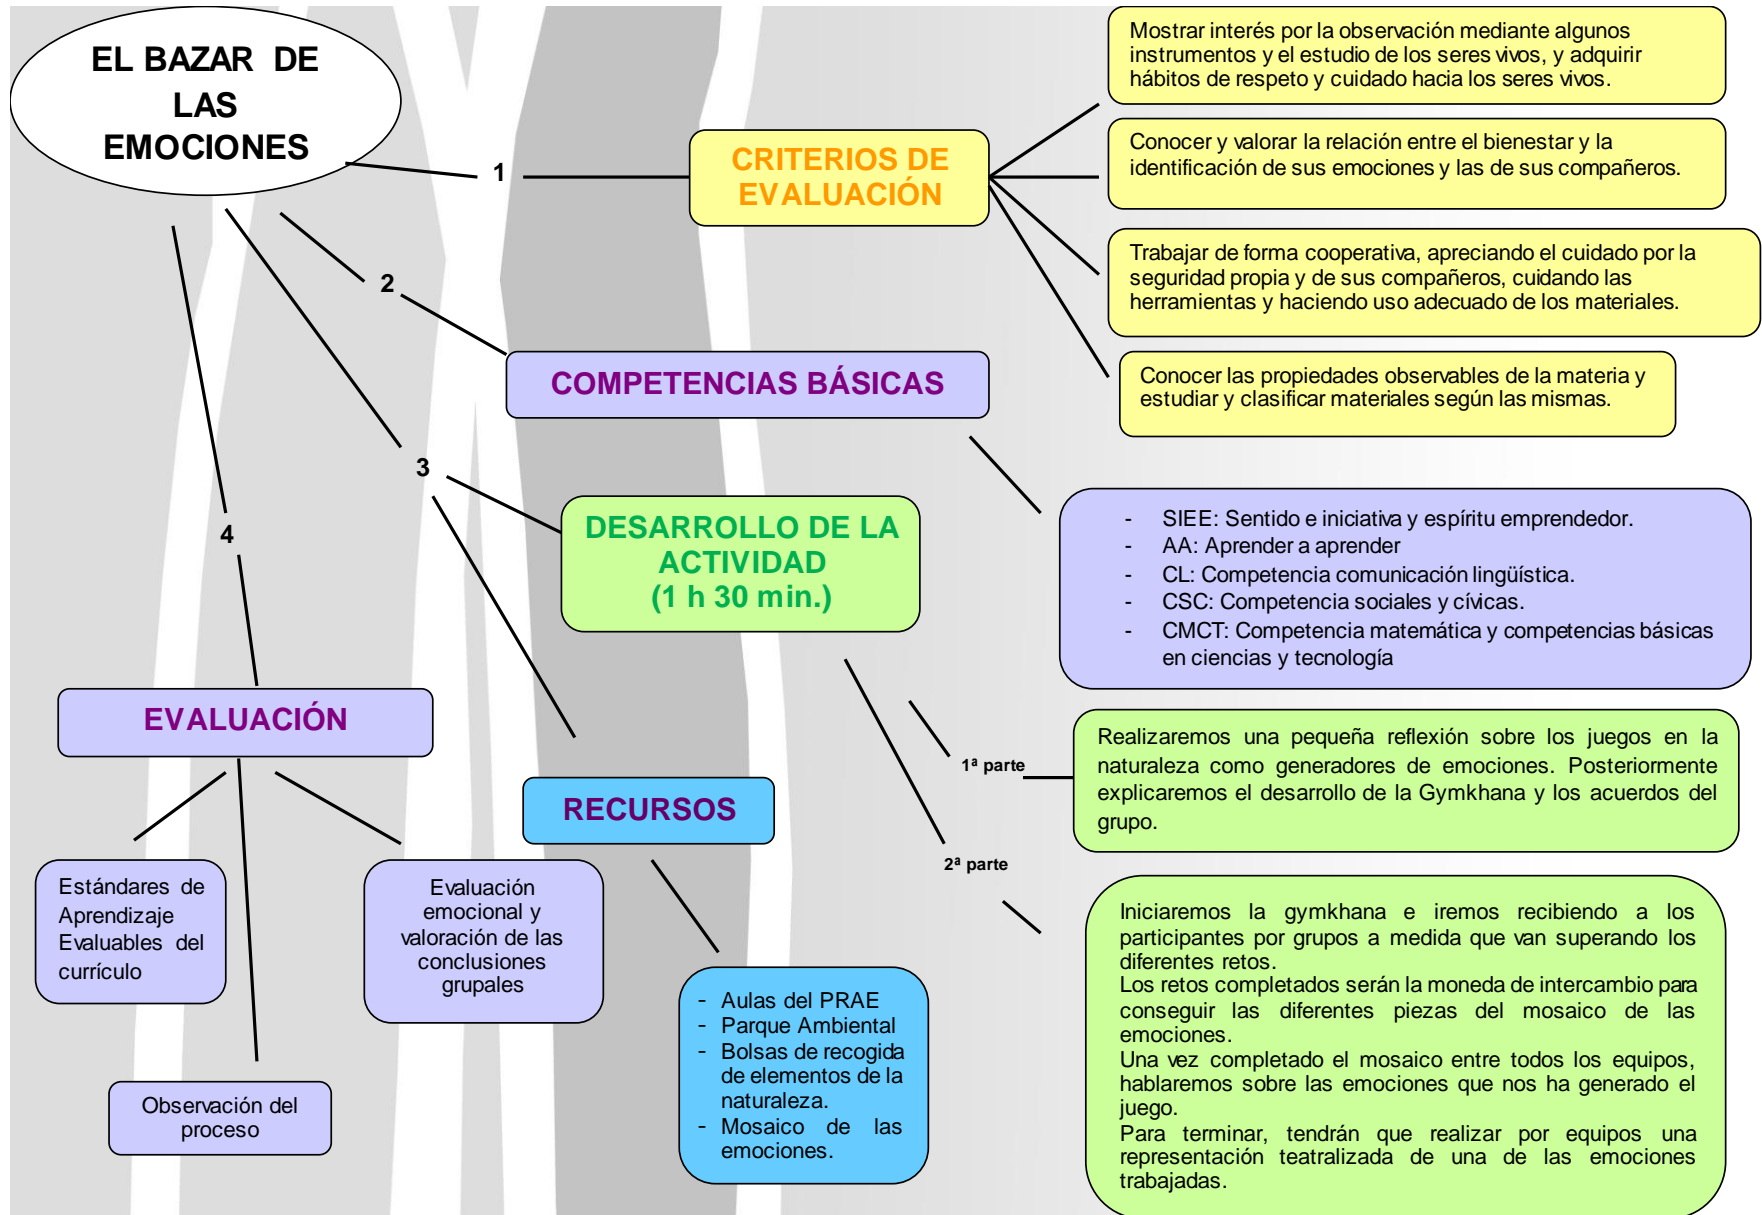 EL BAZAR DE
LAS
EMOCIONES
1
CRITERIOS DE
EVALUACIÓN
Mostrar interés por la observación mediante algunos
instrumentos y el estudio de los seres vivos, y adquirir
hábitos de respeto y cuidado hacia los seres vivos.
Conocer y valorar la relación entre el bienestar y la
identificación de sus emociones y las de sus compañeros.
Trabajar de forma cooperativa, apreciando el cuidado por la
seguridad propia y de sus compañeros, cuidando las
herramientas y haciendo uso adecuado de los materiales.
Conocer las propiedades observables de la materia y
estudiar y clasificar materiales según las mismas.
2
COMPETENCIAS BÁSICAS
- SIEE: Sentido e iniciativa y espíritu emprendedor.
- AA: Aprender a aprender
- CL: Competencia comunicación lingüística.
- CSC: Competencia sociales y cívicas.
- CMCT: Competencia matemática y competencias básicas
en ciencias y tecnología
3
DESARROLLO DE LA
ACTIVIDAD
(1 h 30 min.)
1ª parte
Realizaremos una pequeña reflexión sobre los juegos en la
naturaleza como generadores de emociones. Posteriormente
explicaremos el desarrollo de la Gymkhana y los acuerdos del
grupo.
2ª parte
Iniciaremos la gymkhana e iremos recibiendo a los
participantes por grupos a medida que van superando los
diferentes retos.
Los retos completados serán la moneda de intercambio para
conseguir las diferentes piezas del mosaico de las
emociones.
Una vez completado el mosaico entre todos los equipos,
hablaremos sobre las emociones que nos ha generado el
juego.
Para terminar, tendrán que realizar por equipos una
representación teatralizada de una de las emociones
trabajadas.
RECURSOS
- Aulas del PRAE
- Parque Ambiental
- Bolsas de recogida
de elementos de la
naturaleza.
- Mosaico de las
emociones.
4
EVALUACIÓN
Estándares de
Aprendizaje
Evaluables del
currículo
Evaluación
emocional y
valoración de las
conclusiones
grupales
Observación del
proceso